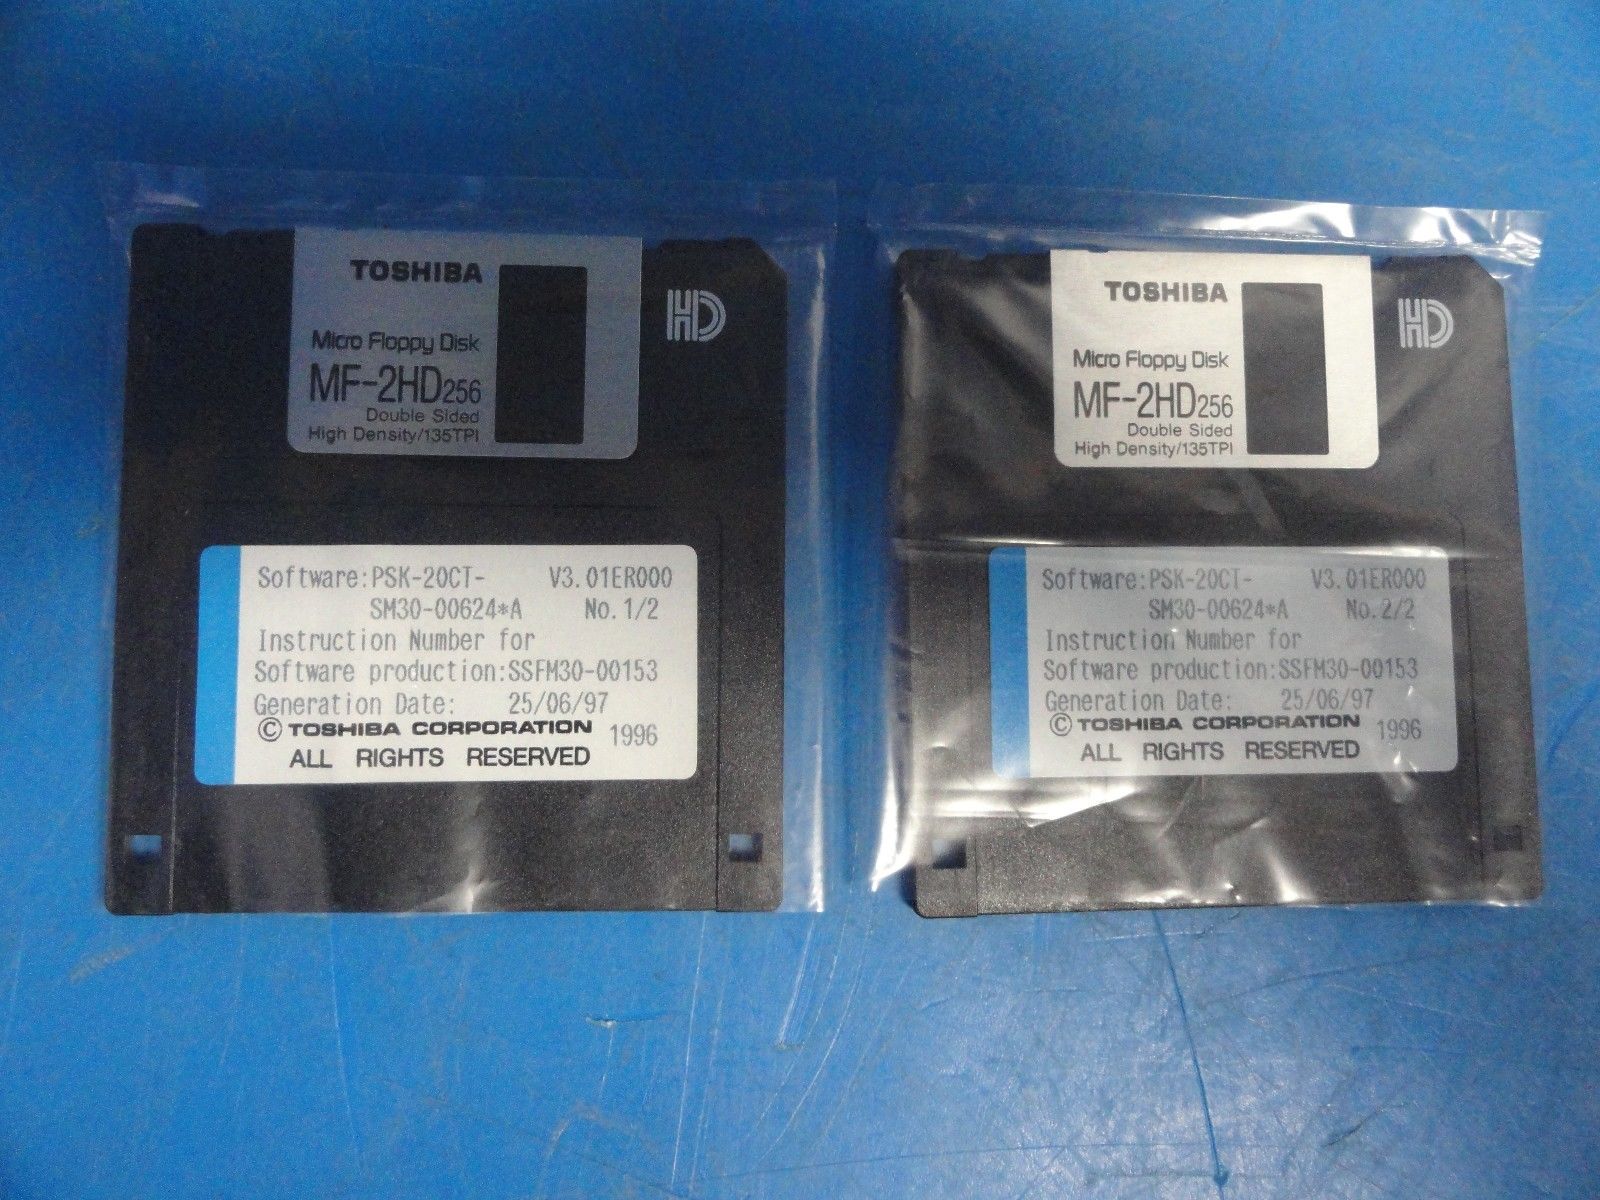 TOSHIBA
HD
Micro Floppy Disk
MF-2HD256
Double Sided
High Density/135TPI
Software:PSK-20CT- V3.01ER000
SM30-00624*A No.1/2
Instruction Number for
Software production:SSFM30-00153
Generation Date: 25/06/97
© TOSHIBA CORPORATION 1996
ALL RIGHTS RESERVED
TOSHIBA
HD
Micro Floppy Disk
MF-2HD256
Double Sided
High Density/135TPI
Software:PSK-20CT- V3.01ER000
SM30-00624*A No.2/2
Instruction Number for
Software production:SSFM30-00153
Generation Date: 25/06/97
© TOSHIBA CORPORATION 1996
ALL RIGHTS RESERVED